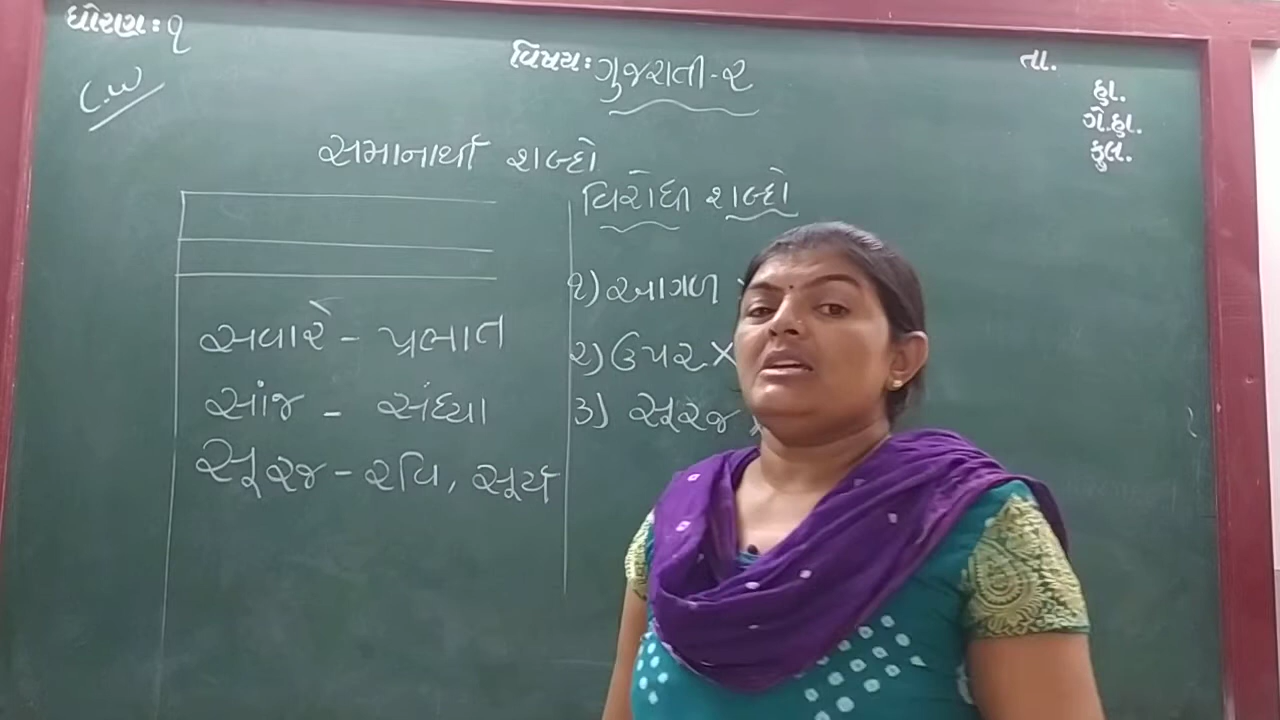 ધોરણ: ૧
C.W
વિષય: ગુજરાતી-૨
તા.
હા.
ગે.હા.
કુલ.
સમાનાર્થી શબ્દો
સવારે - પ્રભાત
સાંજ - સંધ્યા
સૂરજ - રવિ, સૂર્ય
વિરોધી શબ્દો
૧) આગળ
૨) ઉપર ×
૩) સૂરજ ×